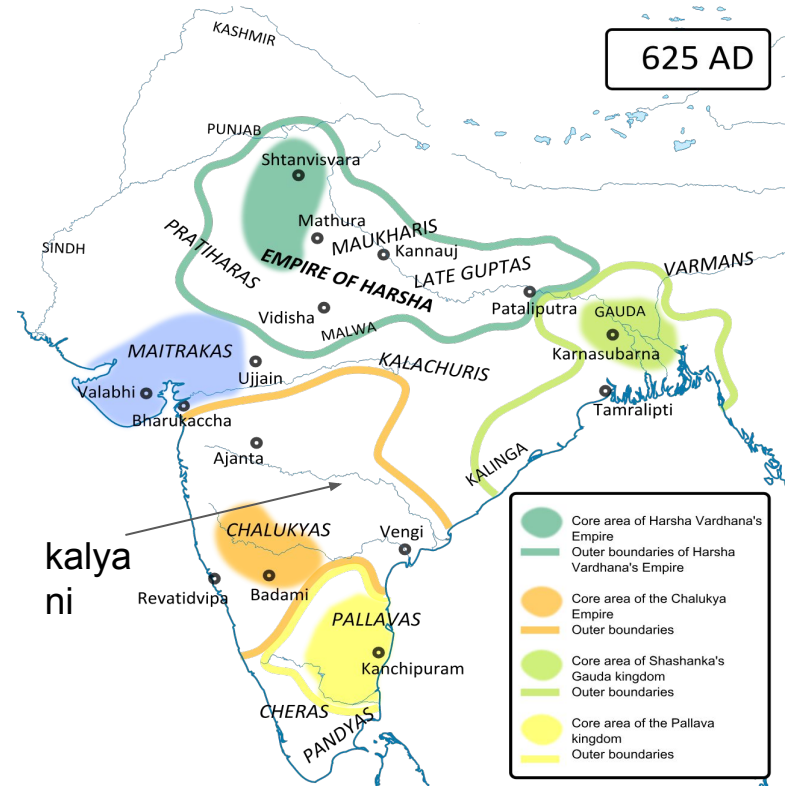 KASHMIR
625 AD
PUNJAB
Shtanvisvara
Mathura
MAUKHARIS
Kannauj
SINDH
PRATIHARAS
EMPIRE OF HARSHA
LATE GUPTAS
VARMANS
Vidisha
MALWA
Pataliputra
GAUDA
Karnasubarna
MAITRAKAS
Ujjain
KALACHURIS
Valabhi
Bharukaccha
Tamralipti
Ajanta
KALINGA
CHALUKYAS
Vengi
kalya
ni
Revatidvipa
Badami
PALLAVAS
Kanchipuram
CHERAS
PANDYAS
Core area of Harsha Vardhana's
Empire
Outer boundaries of Harsha
Vardhana's Empire
Core area of the Chalukya
Empire
Outer boundaries
Core area of Shashanka's
Gauda kingdom
Outer boundaries
Core area of the Pallava
kingdom
Outer boundaries